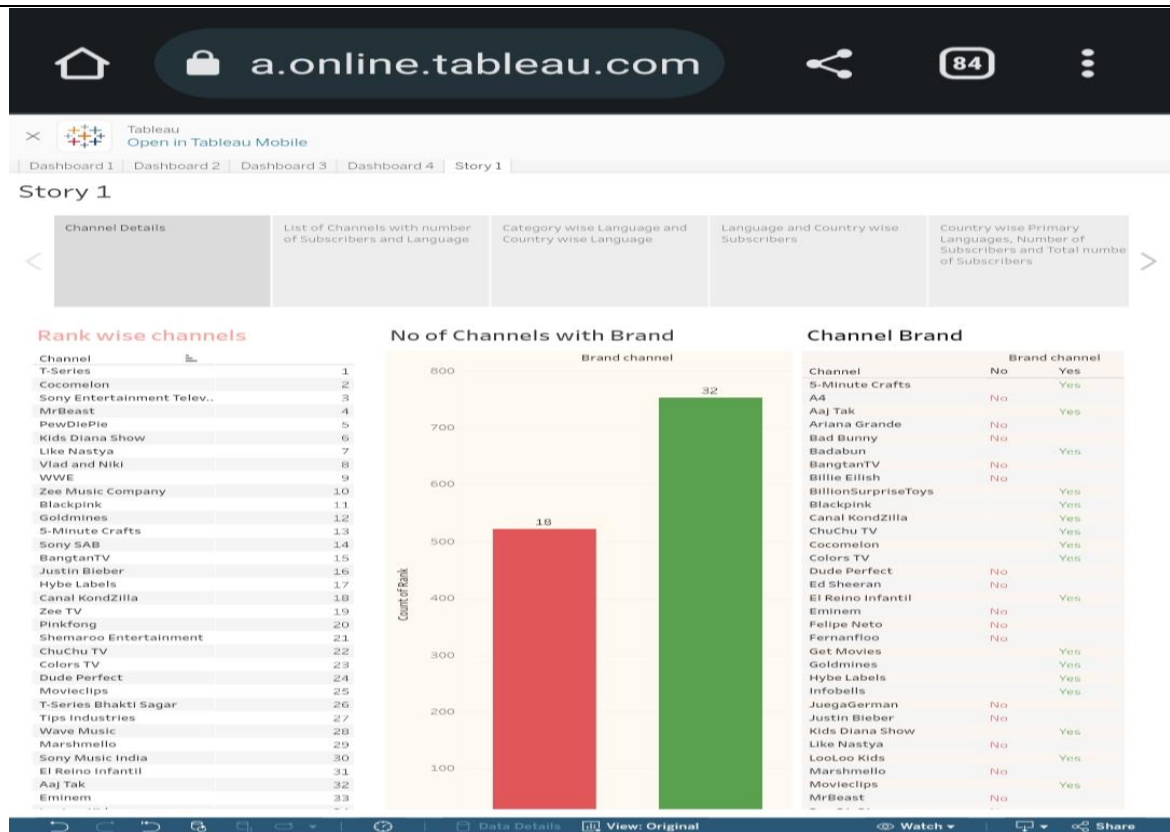 a.online.tableau.com
84
Tableau
Open in Tableau Mobile
Dashboard 1 Dashboard 2 Dashboard 3 Dashboard 4 Story 1
Story 1
Channel Details
List of Channels with number
of Subscribers and Language
Category wise Language and
Country wise Language
Language and Country wise
Subscribers
Country wise Primary
Languages, Number of
Subscribers and Total numbe
of Subscribers
Rank wise channels
Channel
T-Series 1
Cocomelon 2
Sony Entertainment Telev.. 3
MrBeast 4
PewDiePie 5
Kids Diana Show 6
Like Nastya 7
Vlad and Niki 8
WWE 9
Zee Music Company 10
Blackpink 11
Goldmines 12
5-Minute Crafts 13
Sony SAB 14
BangtanTV 15
Justin Bieber 16
Hybe Labels 17
Canal KondZilla 18
Zee TV 19
Pinkfong 20
Shemaroo Entertainment 21
ChuChu TV 22
Colors TV 23
Dude Perfect 24
Movieclips 25
T-Series Bhakti Sagar 26
Tips Industries 27
Wave Music 28
Marshmello 29
Sony Music India 30
El Reino Infantil 31
Aaj Tak 32
Eminem 33
No of Channels with Brand
Brand channel
800
700
600
500
400
300
200
100
Count of Rank
18
32
Channel Brand
Brand channel
Channel No Yes
5-Minute Crafts Yes
A4 No
Aaj Tak Yes
Ariana Grande No
Bad Bunny No
Badabun Yes
BangtanTV No
Billie Eilish No
BillionSurpriseToys Yes
Blackpink Yes
Canal KondZilla Yes
ChuChu TV Yes
Cocomelon Yes
Colors TV Yes
Dude Perfect No
Ed Sheeran No
El Reino Infantil Yes
Eminem No
Felipe Neto No
Fernanfloo No
Get Movies Yes
Goldmines Yes
Hybe Labels Yes
Infobells Yes
JuegaGerman No
Justin Bieber No
Kids Diana Show Yes
Like Nastya No
LooLoo Kids Yes
Marshmello No
Movieclips Yes
MrBeast No
Data Details View: Original Watch Share